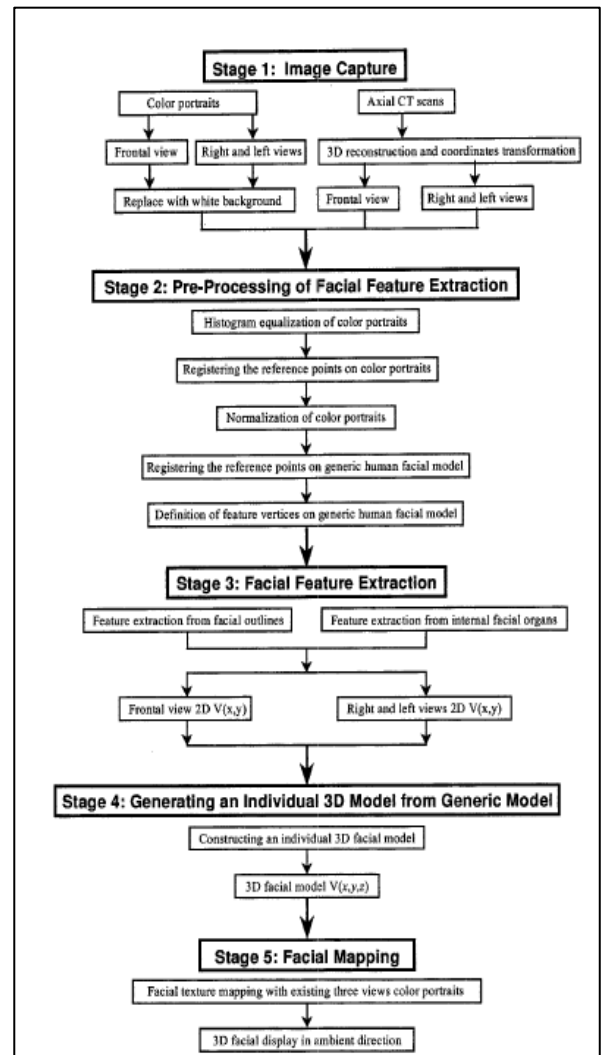 Stage 1: Image Capture
Color portraits
Axial CT scans
Frontal view
Right and left views
3D reconstruction and coordinates transformation
Replace with white background
Frontal view
Right and left views
Stage 2: Pre-Processing of Facial Feature Extraction
Histogram equalization of color portraits
Registering the reference points on color portraits
Normalization of color portraits
Registering the reference points on generic human facial model
Definition of feature vertices on generic human facial model
Stage 3: Facial Feature Extraction
Feature extraction from facial outlines
Feature extraction from internal facial organs
Frontal view 2D V(x,y)
Right and left views 2D V(x,y)
Stage 4: Generating an Individual 3D Model from Generic Model
Constructing an individual 3D facial model
3D facial model V(x,y,z)
Stage 5: Facial Mapping
Facial texture mapping with existing three views color portraits
3D facial display in ambient direction